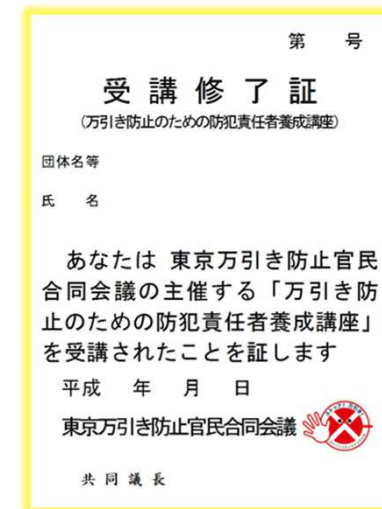 第　号
受講修了証
(万引き防止のための防犯責任者養成講座)
団体名等
氏　名
あなたは 東京万引き防止官民
合同会議の主催する「万引き防
止のための防犯責任者養成講座」
を受講されたことを証します
平成　年　月　日
東京万引き防止官民合同会議
共同議長